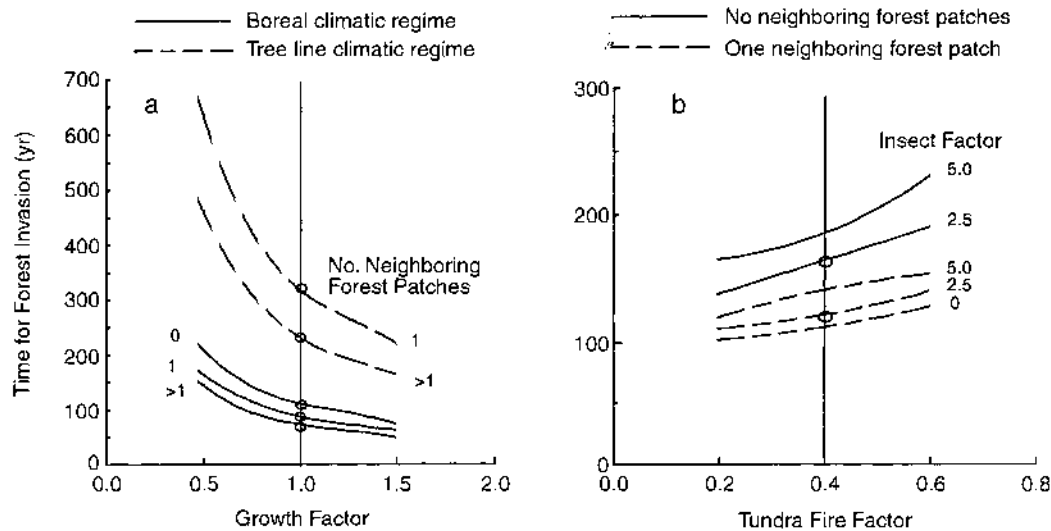 Boreal climatic regime
Tree line climatic regime
a
700
600
500
400
300
200
100
0
Time for Forest Invasion (yr)
No. Neighboring
Forest Patches
0
1
>1
1
>1
0.0
0.5
1.0
1.5
2.0
Growth Factor
No neighboring forest patches
One neighboring forest patch
b
300
200
100
0
Insect Factor
5.0
2.5
5.0
2.5
0
0.0
0.2
0.4
0.6
0.8
Tundra Fire Factor